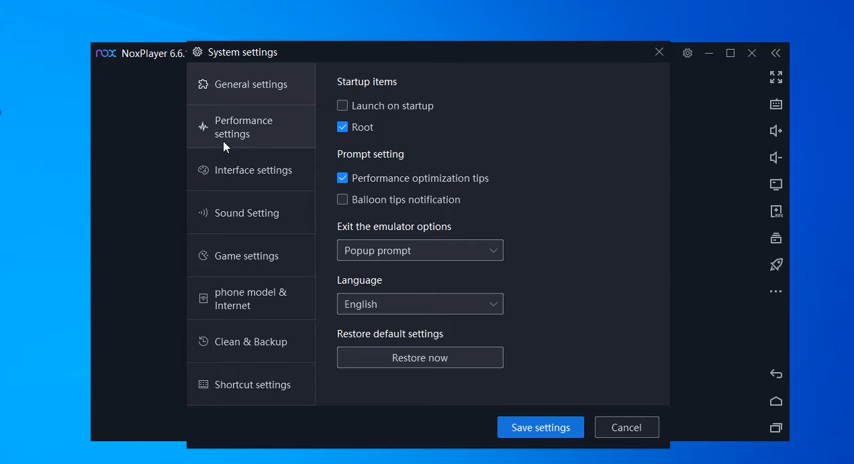 nox NoxPlayer 6.6.
System settings
General settings
Performance
settings
Interface settings
Sound Setting
Game settings
phone model &
Internet
Clean & Backup
Shortcut settings
Startup items
Launch on startup
Root
Prompt setting
Performance optimization tips
Balloon tips notification
Exit the emulator options
Popup prompt
Language
English
Restore default settings
Restore now
Save settings
Cancel